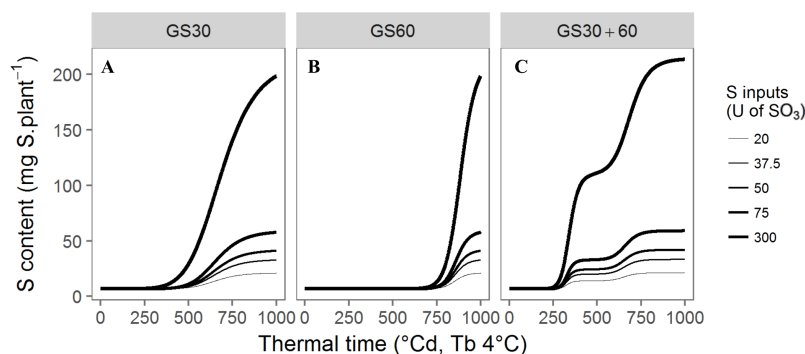 GS30
GS60
GS30 + 60
A
B
C
S content (mg S.plant⁻¹)
200
150
100
50
0
0 250 500 750 1000
0 250 500 750 1000
0 250 500 750 1000
Thermal time (°Cd, Tb 4°C)
S inputs
(U of SO₃)
20
37.5
50
75
300